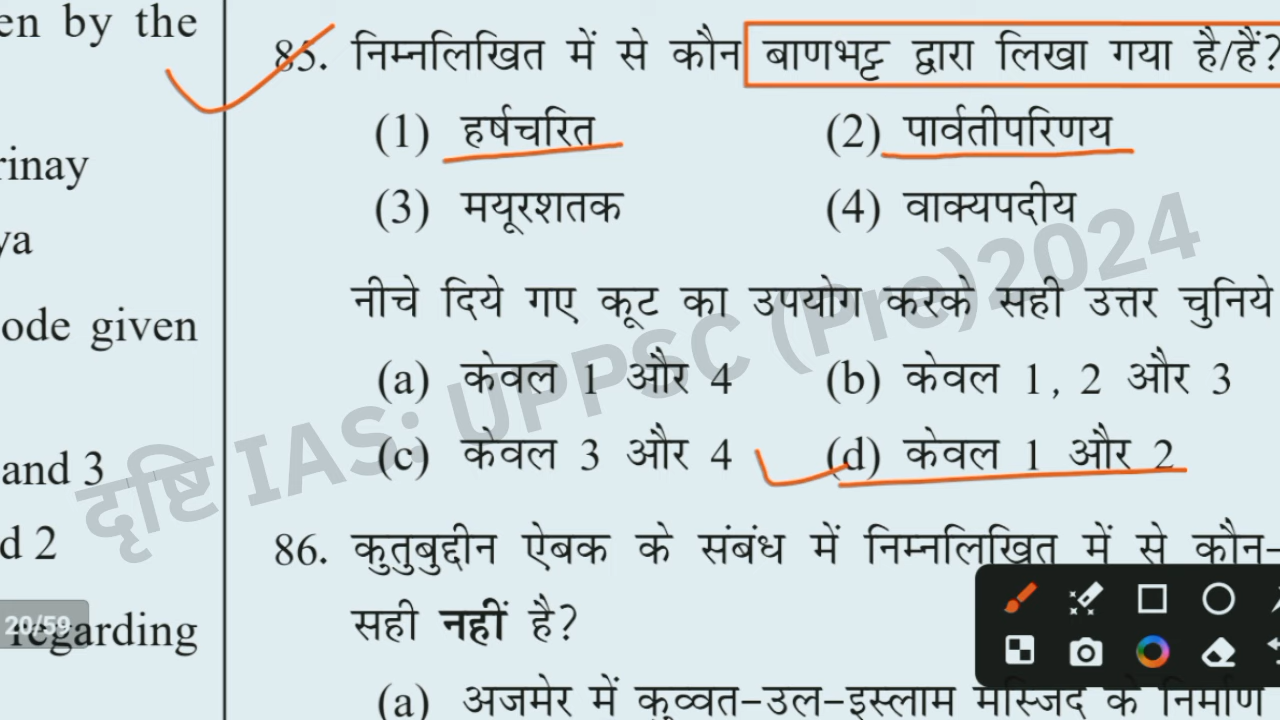 en by the
rinay
ya
ode given
and 3
d 2
regarding
20/59
85. निम्नलिखित में से कौन बाणभट्ट द्वारा लिखा गया है/हैं?
(1) हर्षचरित (2) पार्वतीपरिणय
(3) मयूरशतक (4) वाक्यपदीय
नीचे दिये गए कूट का उपयोग करके सही उत्तर चुनिये
(a) केवल 1 और 4 (b) केवल 1, 2 और 3
(c) केवल 3 और 4 (d) केवल 1 और 2
86. कुतुबुद्दीन ऐबक के संबंध में निम्नलिखित में से कौन-
सही नहीं है?
(a) अजमेर में कुव्वत-उल-इस्लाम मस्जिद के निर्माण
दृष्टि IAS: UPPSC (Pre)2024